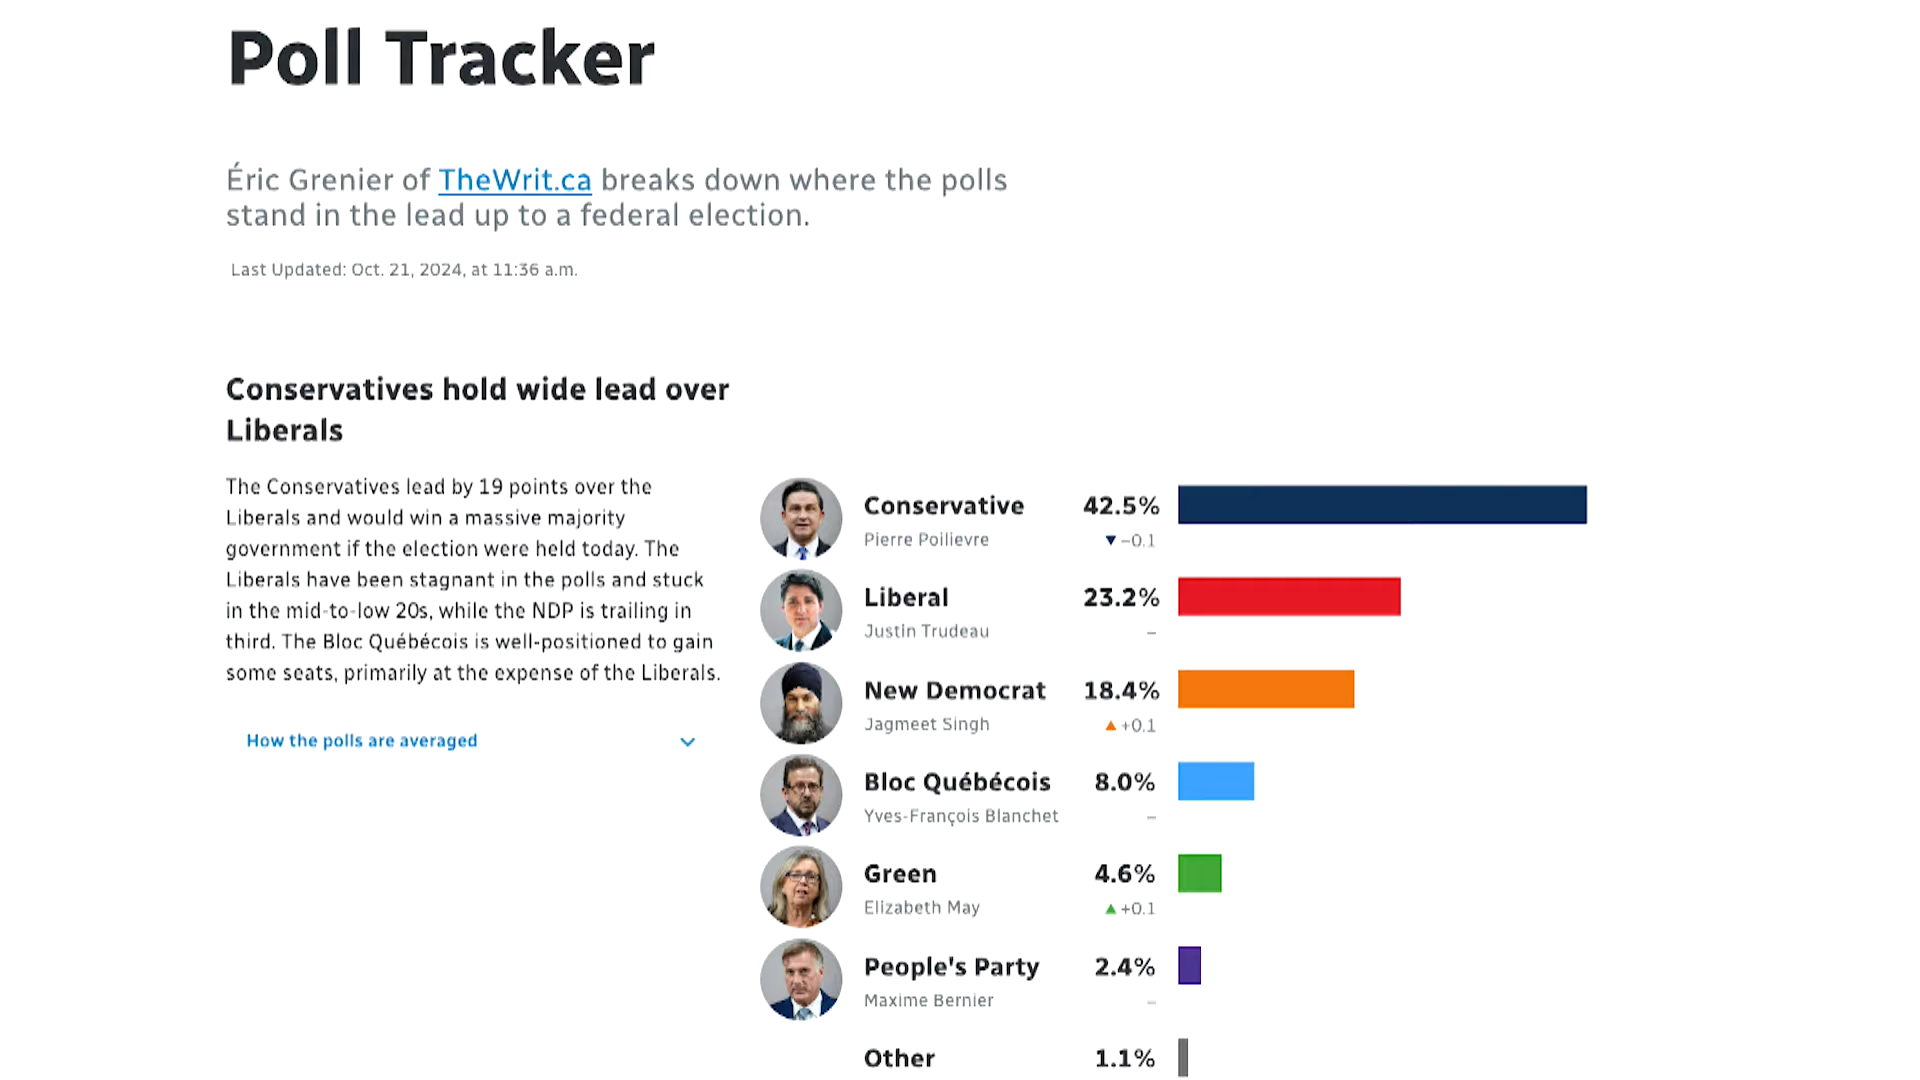 Poll Tracker
Éric Grenier of TheWrit.ca breaks down where the polls
stand in the lead up to a federal election.
Last Updated: Oct. 21, 2024, at 11:36 a.m.
Conservatives hold wide lead over
Liberals
The Conservatives lead by 19 points over the
Liberals and would win a massive majority
government if the election were held today. The
Liberals have been stagnant in the polls and stuck
in the mid-to-low 20s, while the NDP is trailing in
third. The Bloc Québécois is well-positioned to gain
some seats, primarily at the expense of the Liberals.
How the polls are averaged
Conservative 42.5%
Pierre Poilievre ▼ −0.1
Liberal 23.2%
Justin Trudeau –
New Democrat 18.4%
Jagmeet Singh ▲ +0.1
Bloc Québécois 8.0%
Yves-François Blanchet –
Green 4.6%
Elizabeth May ▲ +0.1
People's Party 2.4%
Maxime Bernier –
Other 1.1%